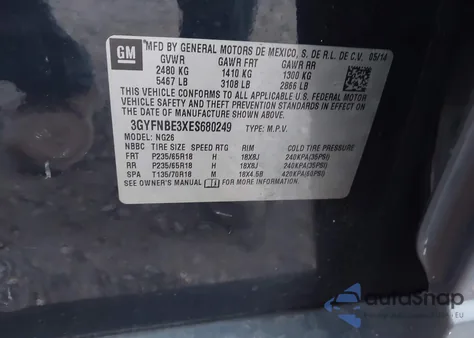 GM
MFD BY GENERAL MOTORS DE MEXICO, S. DE R.L. DE C.V. 05/14
GVWR GAWR FRT GAWR RR
2480 KG 1410 KG 1300 KG
5467 LB 3108 LB 2866 LB
THIS VEHICLE CONFORMS TO ALL APPLICABLE U.S. FEDERAL MOTOR
VEHICLE SAFETY, AND THEFT PREVENTION STANDARDS IN EFFECT ON
THE DATE OF MANUFACTURE SHOWN ABOVE.
3GYFNBE3XES680249 TYPE: M.P.V.
MODEL: NG26
NBBC TIRE SIZE SPEED RTG RIM COLD TIRE PRESSURE
FRT P235/65R18 H 18X8J 240KPA(35PSI)
RR P235/65R18 H 18X8J 240KPA(35PSI)
SPA T135/70R18 M 18X4.5B 420KPA(60PSI)
SEE OWNER'S MANUAL FOR MORE INFORMATION.
AutoSnap